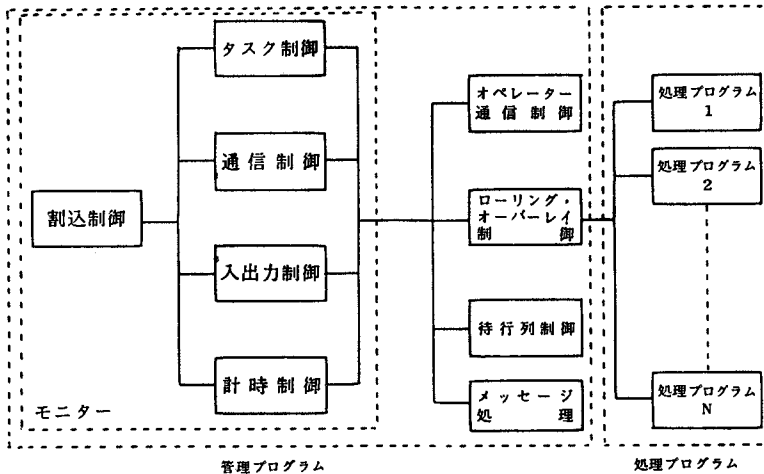 タスク制御
通信制御
割込制御
入出力制御
計時制御
モニター
オペレーター
通信制御
ローリング・
オーバーレイ
制御
待行列制御
メッセージ
処理
管理プログラム
処理プログラム
1
処理プログラム
2
処理プログラム
N
処理プログラム